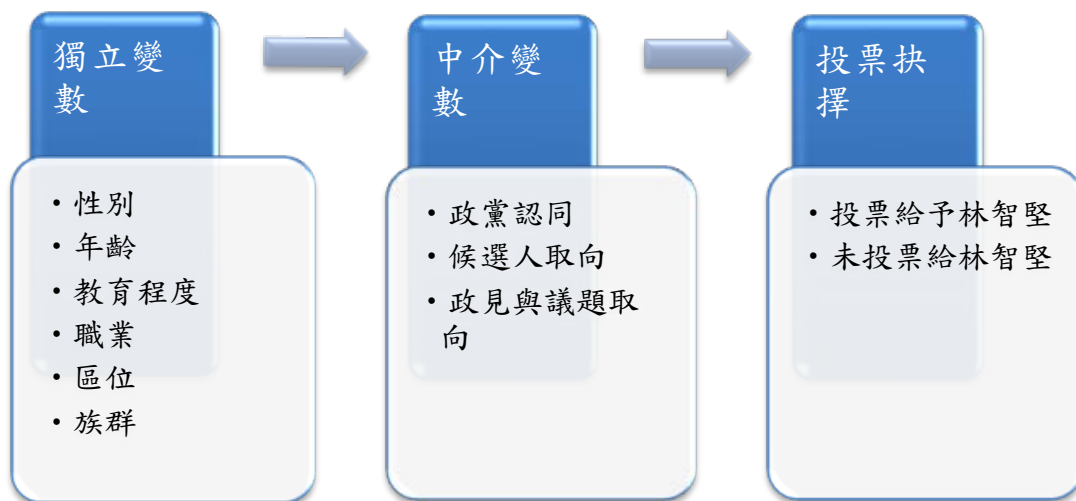 獨立變
數
• 性別
• 年齡
• 教育程度
• 職業
• 區位
• 族群
中介變
數
• 政黨認同
• 候選人取向
• 政見與議題取
向
投票抉
擇
• 投票給予林智堅
• 未投票給林智堅